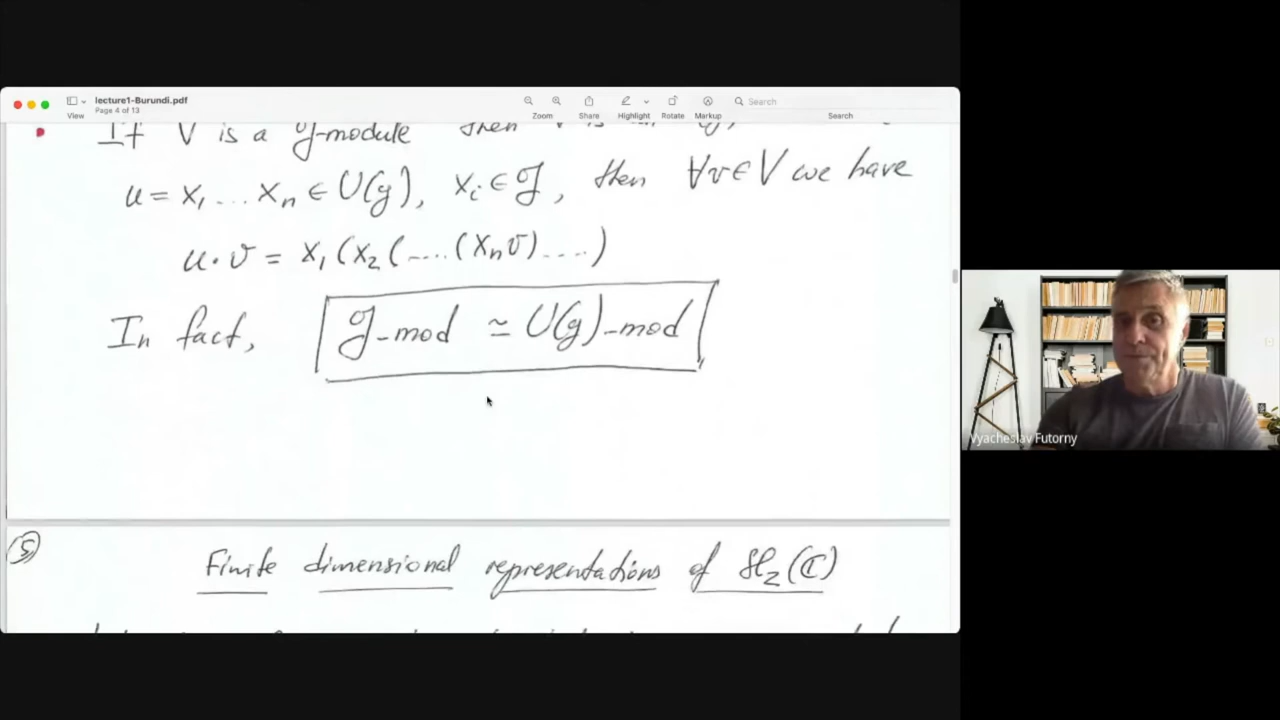 lecture1-Burundi.pdf
Page 4 of 13
View
Zoom
Share
Highlight
Rotate
Markup
Search
Search
If V is a 𝔤-module then V is
u = x₁ ... xₙ ∈ U(𝔤), xᵢ ∈ 𝔤, then ∀v∈V we have
u·v = x₁(x₂(....(xₙv)....)
In fact, 𝔤-mod ≃ U(𝔤)-mod
Vyacheslav Futorny
5
Finite dimensional representations of sl₂(ℂ)